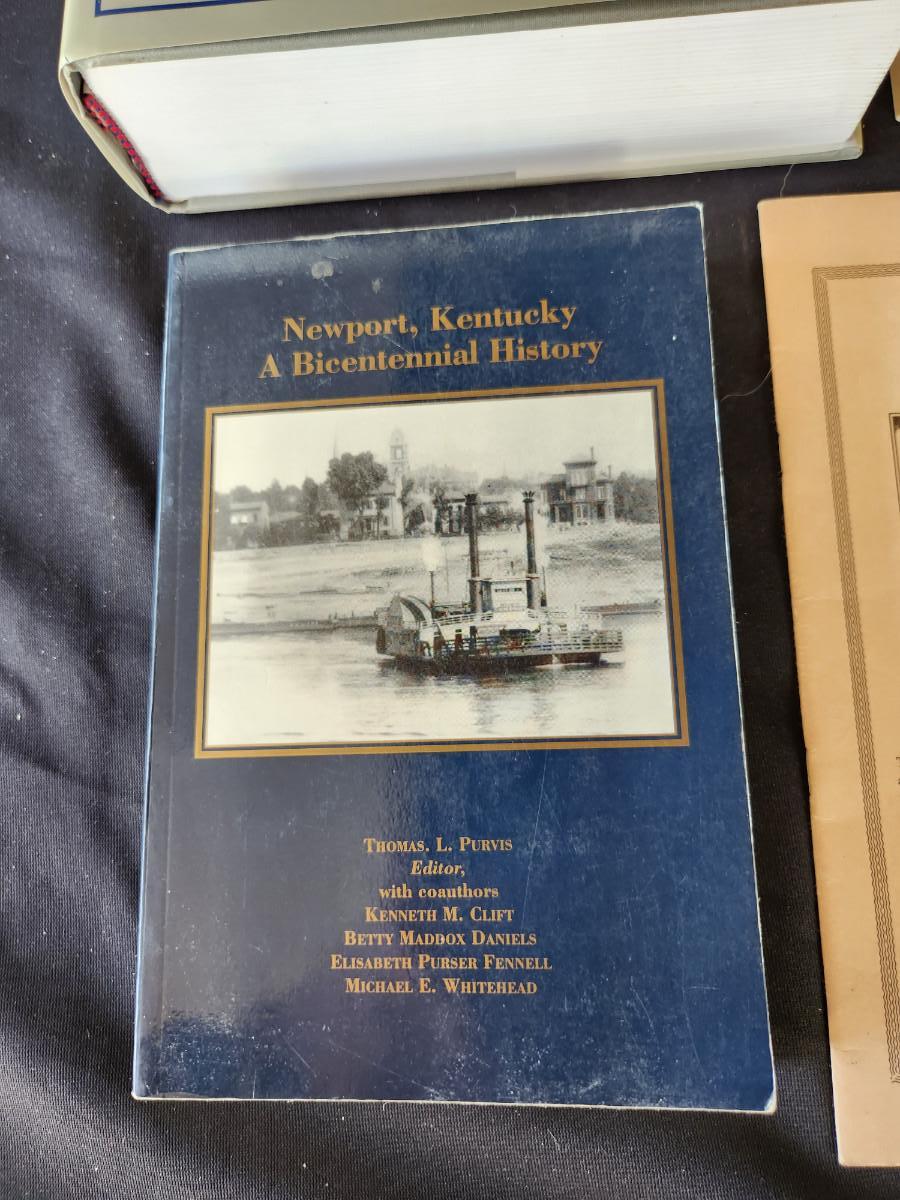 Newport, Kentucky
A Bicentennial History
Thomas. L. Purvis
Editor,
with coauthors
Kenneth M. Clift
Betty Maddox Daniels
Elisabeth Purser Fennell
Michael E. Whitehead